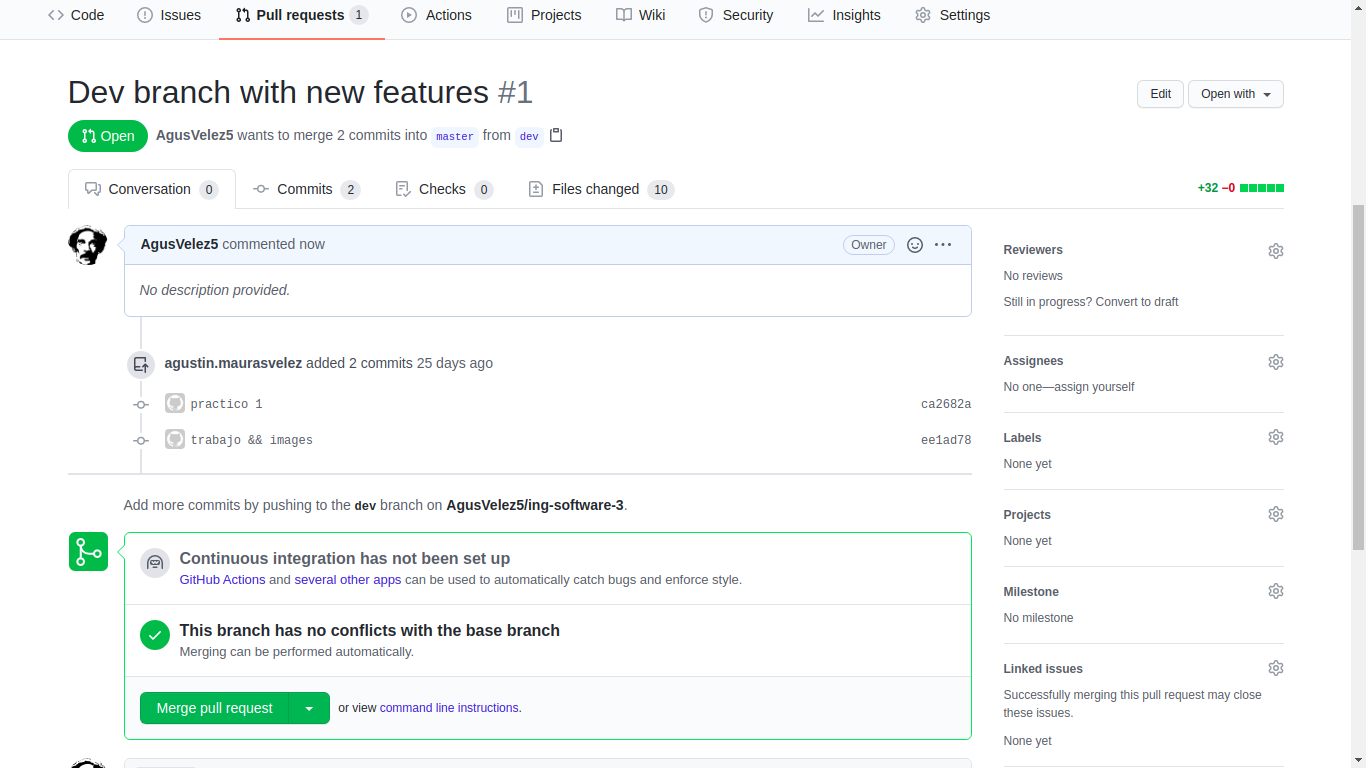 Code Issues Pull requests 1 Actions Projects Wiki Security Insights Settings
Dev branch with new features #1
Edit Open with
Open AgusVelez5 wants to merge 2 commits into master from dev
Conversation 0 Commits 2 Checks 0 Files changed 10
+32 −0
AgusVelez5 commented now
Owner
No description provided.
agustin.maurasvelez added 2 commits 25 days ago
practico 1 ca2682a
trabajo && images ee1ad78
Add more commits by pushing to the dev branch on AgusVelez5/ing-software-3.
Continuous integration has not been set up
GitHub Actions and several other apps can be used to automatically catch bugs and enforce style.
This branch has no conflicts with the base branch
Merging can be performed automatically.
Merge pull request or view command line instructions.
Reviewers
No reviews
Still in progress? Convert to draft
Assignees
No one—assign yourself
Labels
None yet
Projects
None yet
Milestone
No milestone
Linked issues
Successfully merging this pull request may close
these issues.
None yet